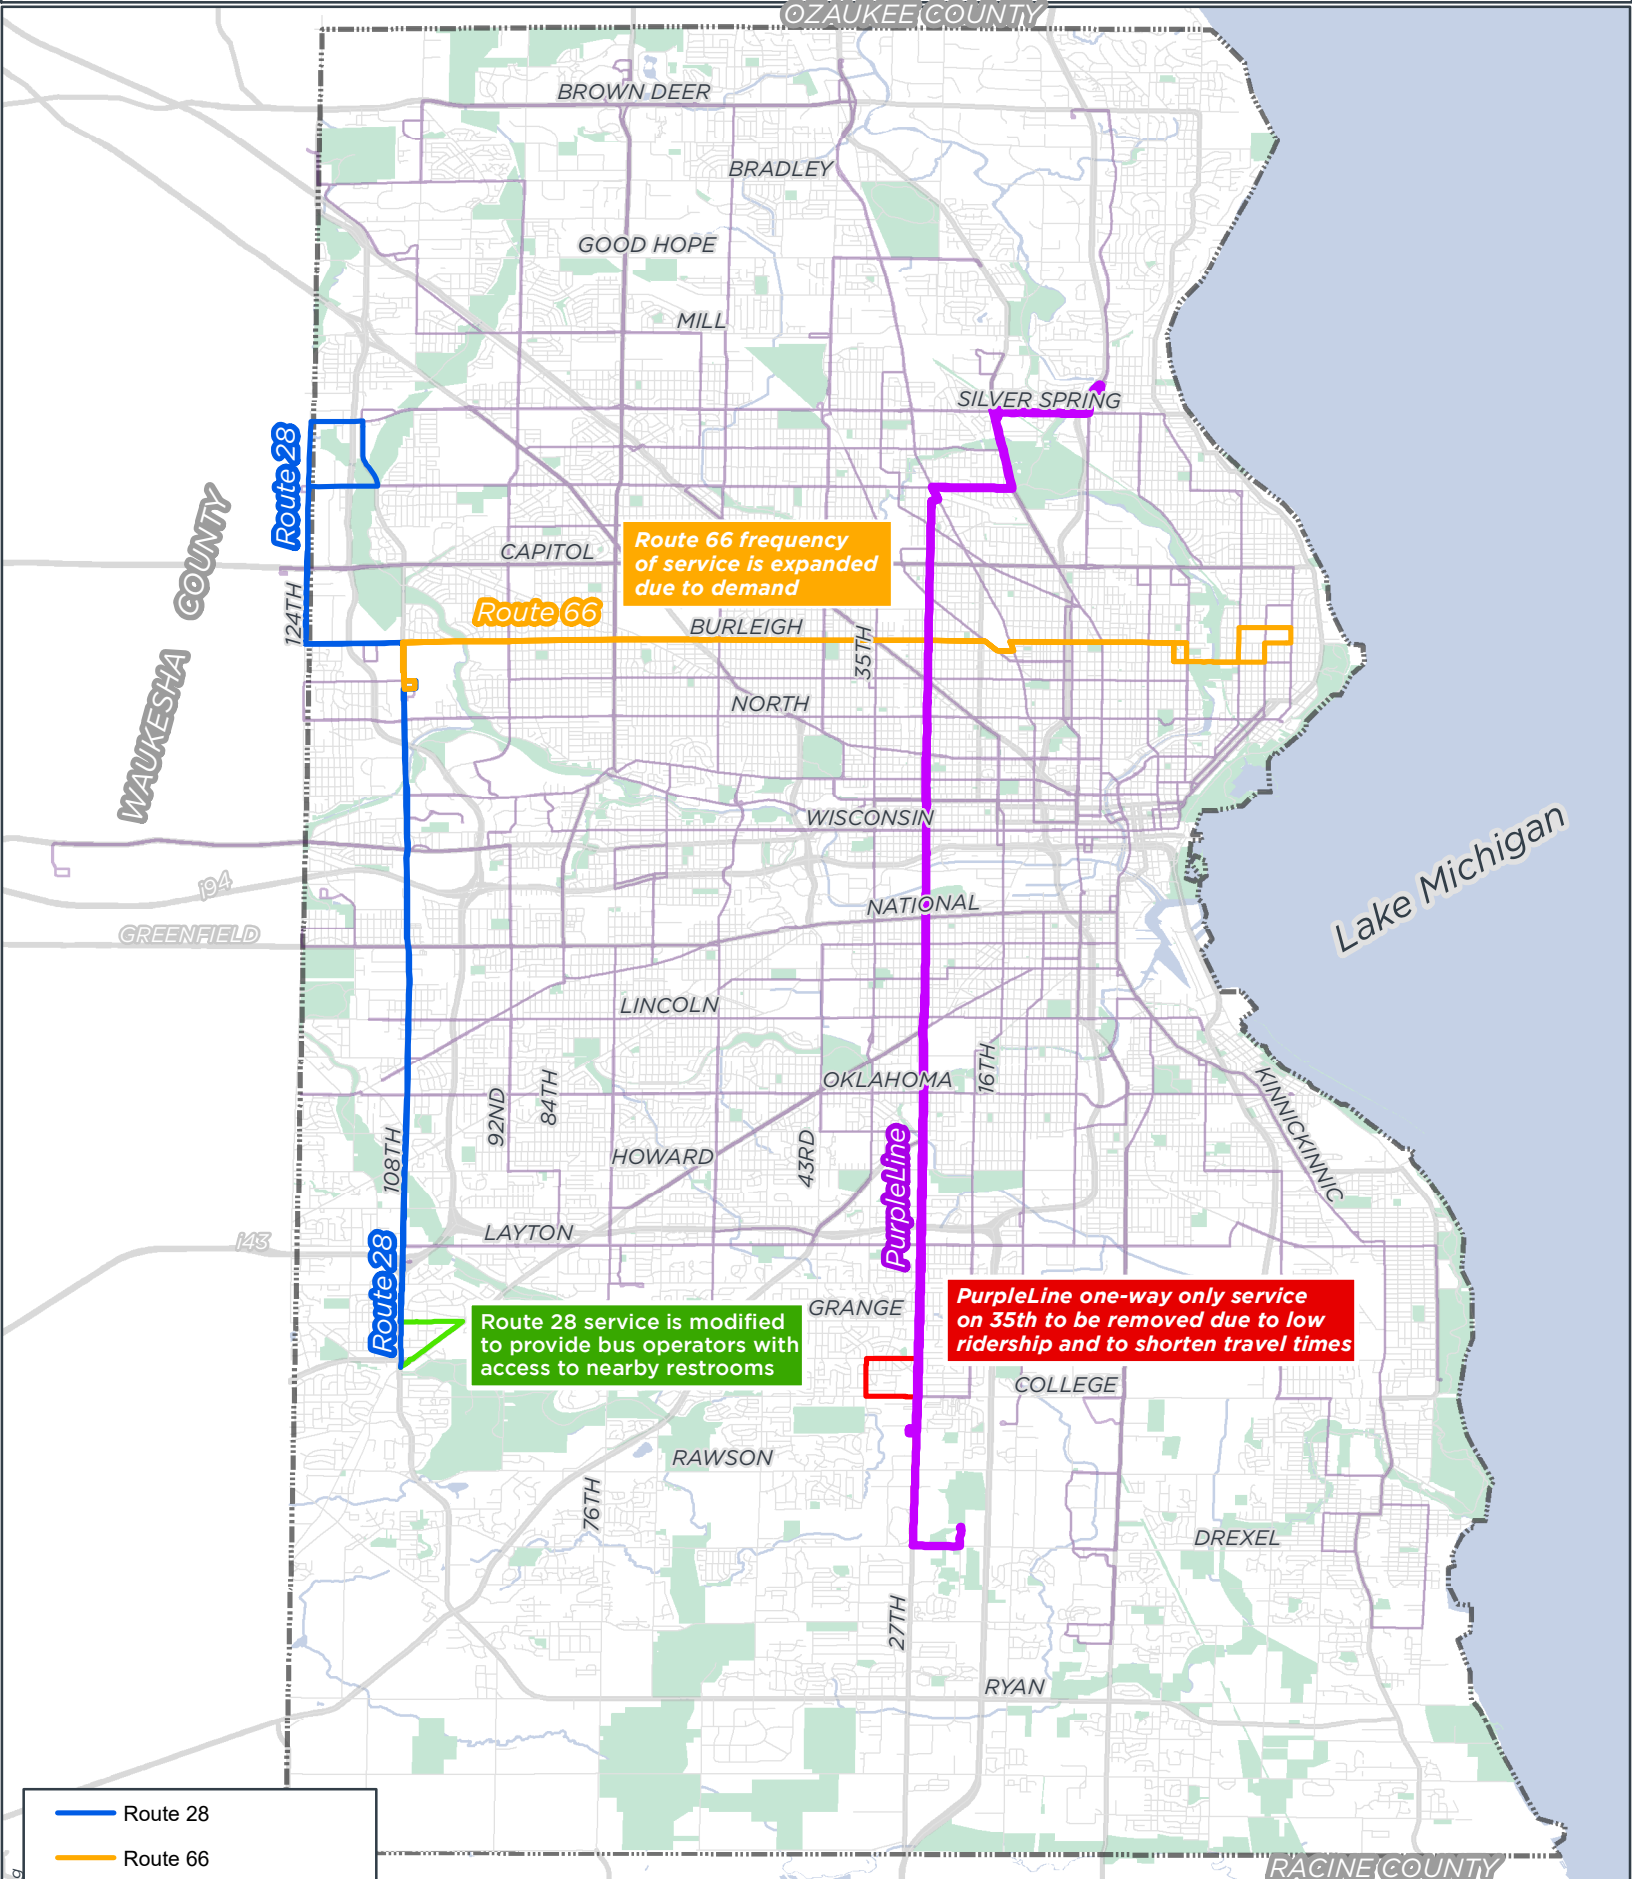 OZAUKEE COUNTY
BROWN DEER
BRADLEY
GOOD HOPE
MILL
SILVER SPRING
Route 28
WAUKESHA COUNTY
124TH
CAPITOL
Route 66 frequency
of service is expanded
due to demand
Route 66
BURLEIGH
35TH
NORTH
WISCONSIN
Lake Michigan
i94
NATIONAL
GREENFIELD
LINCOLN
OKLAHOMA
16TH
KINNICKINNIC
92ND
84TH
108TH
HOWARD
43RD
PurpleLine
LAYTON
i43
Route 28
GRANGE
PurpleLine one-way only service
on 35th to be removed due to low
ridership and to shorten travel times
Route 28 service is modified
to provide bus operators with
access to nearby restrooms
COLLEGE
RAWSON
76TH
DREXEL
27TH
RYAN
Route 28
Route 66
RACINE COUNTY